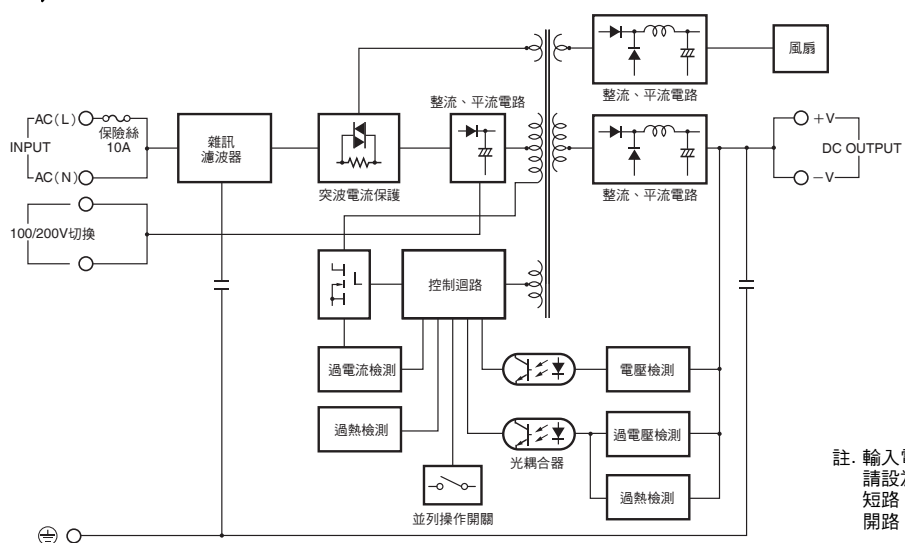 風扇
整流、平流電路
整流、平流電路
INPUT
AC(L)
保險絲
10A
AC(N)
雜訊
濾波器
突波電流保護
整流、平流電路
+V
DC OUTPUT
−V
100/200V切換
控制迴路
過電流檢測
電壓檢測
過熱檢測
過電壓檢測
光耦合器
過熱檢測
並列操作開關
註. 輸入
請設
短路
開路